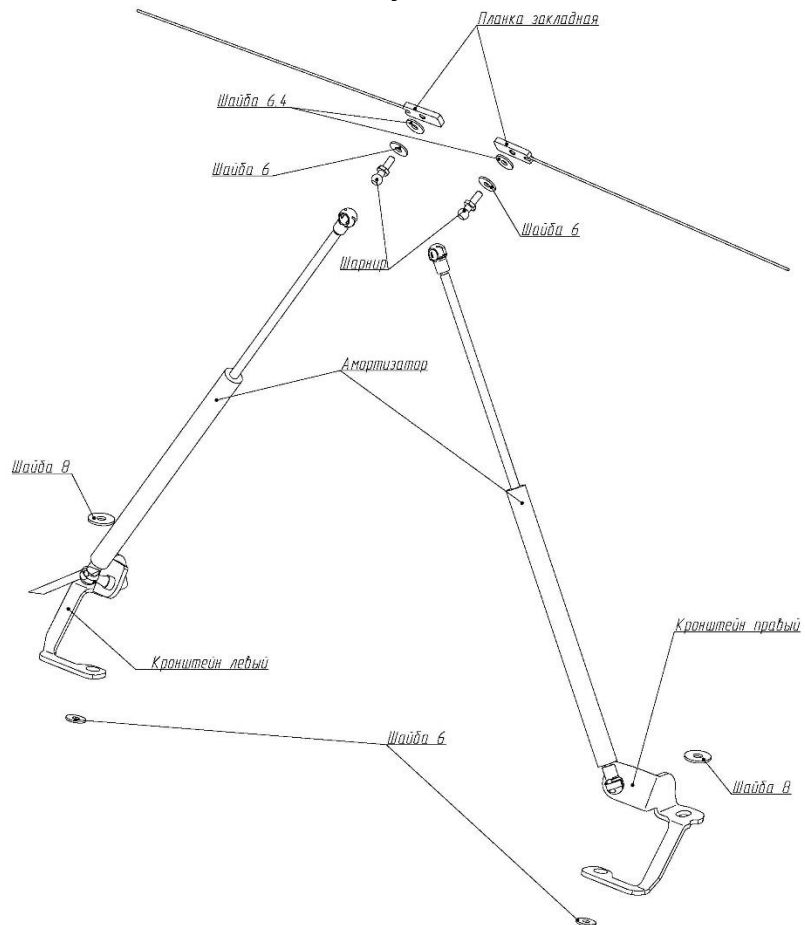 Планка закладная
Шайба 6.4
Шайба 6
Шайба 6
Шарнир
Амортизатор
Шайба 8
Кронштейн правый
Кронштейн левый
Шайба 6
Шайба 8